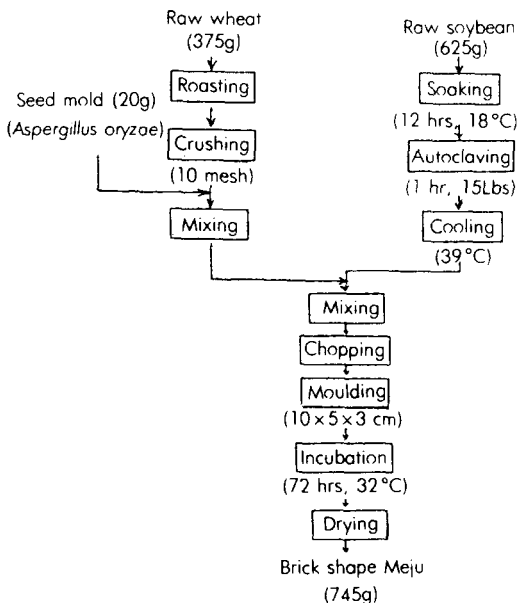 Raw wheat
(375g)
Roasting
Crushing
(10 mesh)
Seed mold (20g)
(Aspergillus oryzae)
Mixing
Raw soybean
(625g)
Soaking
(12 hrs, 18°C)
Autoclaving
(1 hr, 15Lbs)
Cooling
(39°C)
Mixing
Chopping
Moulding
(10×5×3 cm)
Incubation
(72 hrs, 32°C)
Drying
Brick shape Meju
(745g)